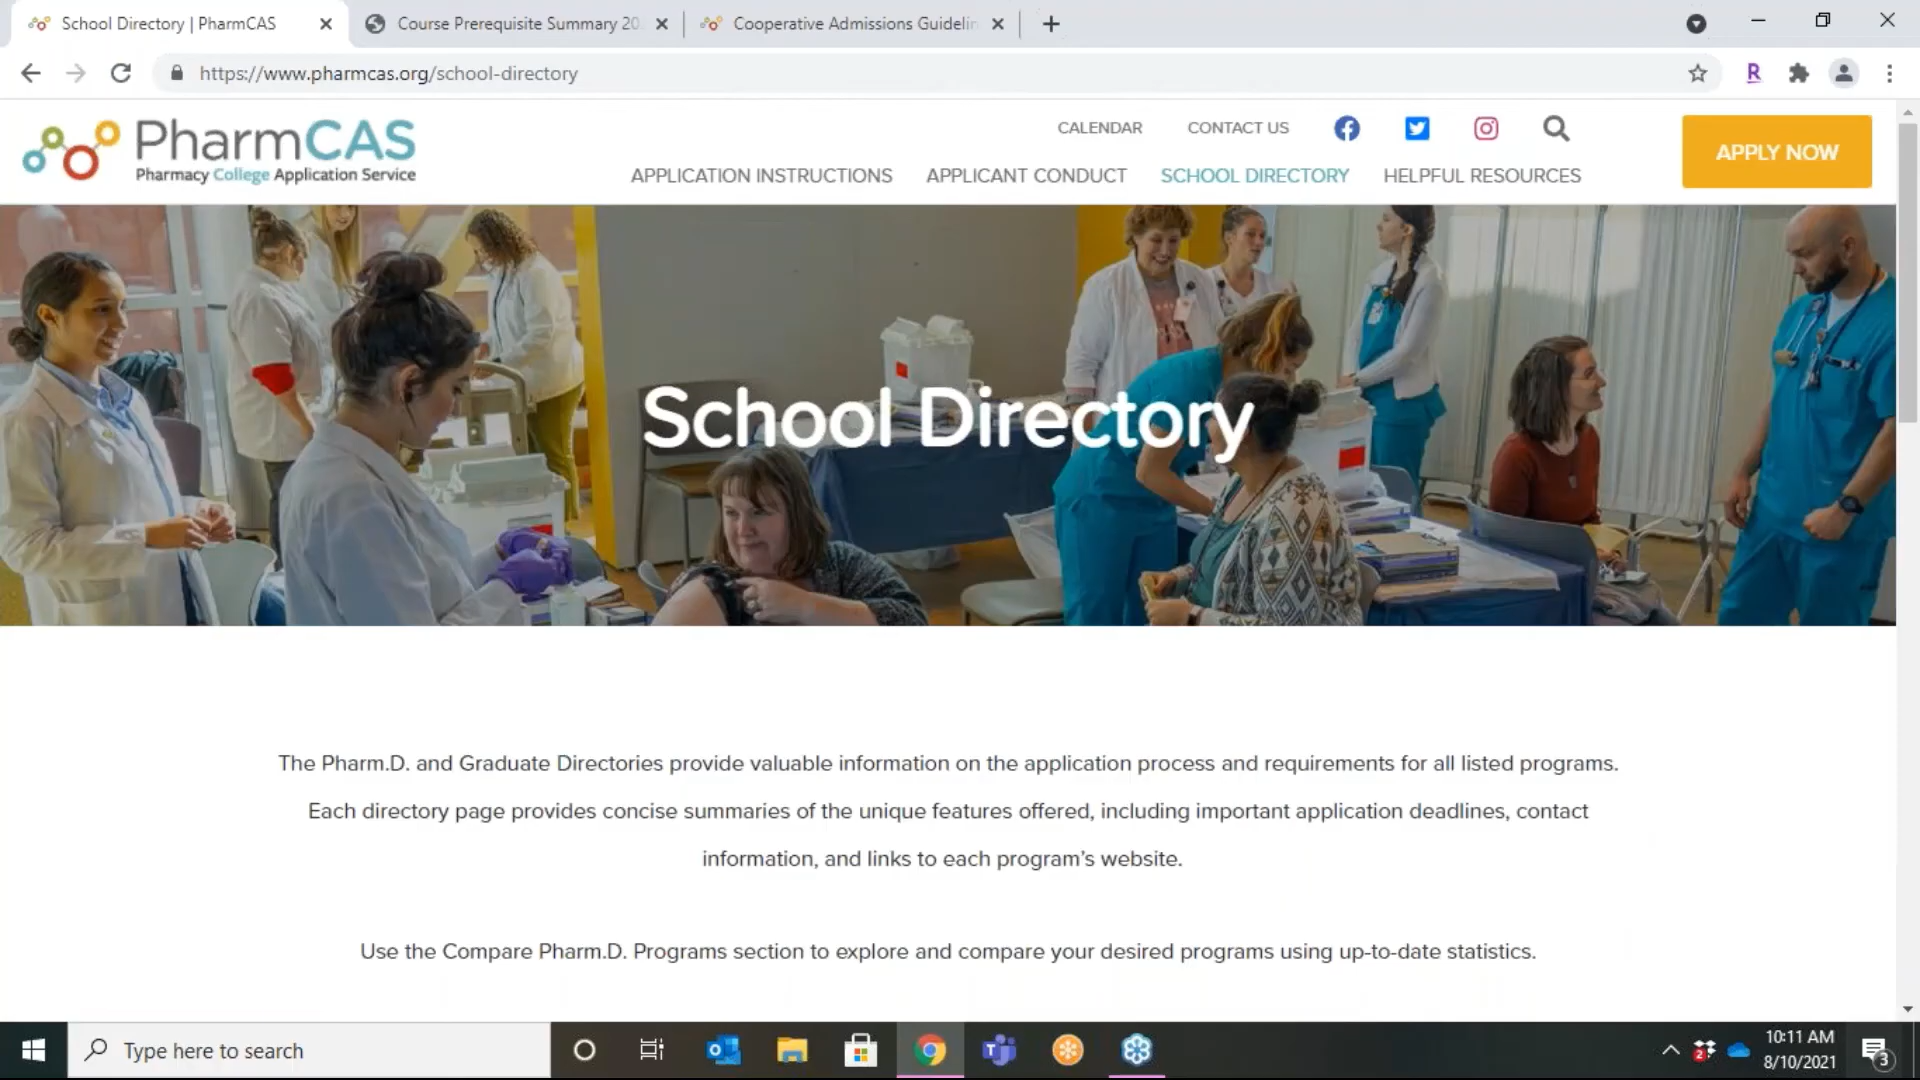 School Directory | PharmCAS
Course Prerequisite Summary 20
Cooperative Admissions Guidelin
https://www.pharmcas.org/school-directory
R
PharmCAS
Pharmacy College Application Service
CALENDAR
CONTACT US
APPLICATION INSTRUCTIONS
APPLICANT CONDUCT
SCHOOL DIRECTORY
HELPFUL RESOURCES
APPLY NOW
School Directory
The Pharm.D. and Graduate Directories provide valuable information on the application process and requirements for all listed programs.
Each directory page provides concise summaries of the unique features offered, including important application deadlines, contact
information, and links to each program’s website.
Use the Compare Pharm.D. Programs section to explore and compare your desired programs using up-to-date statistics.
Type here to search
2
10:11 AM
8/10/2021
3